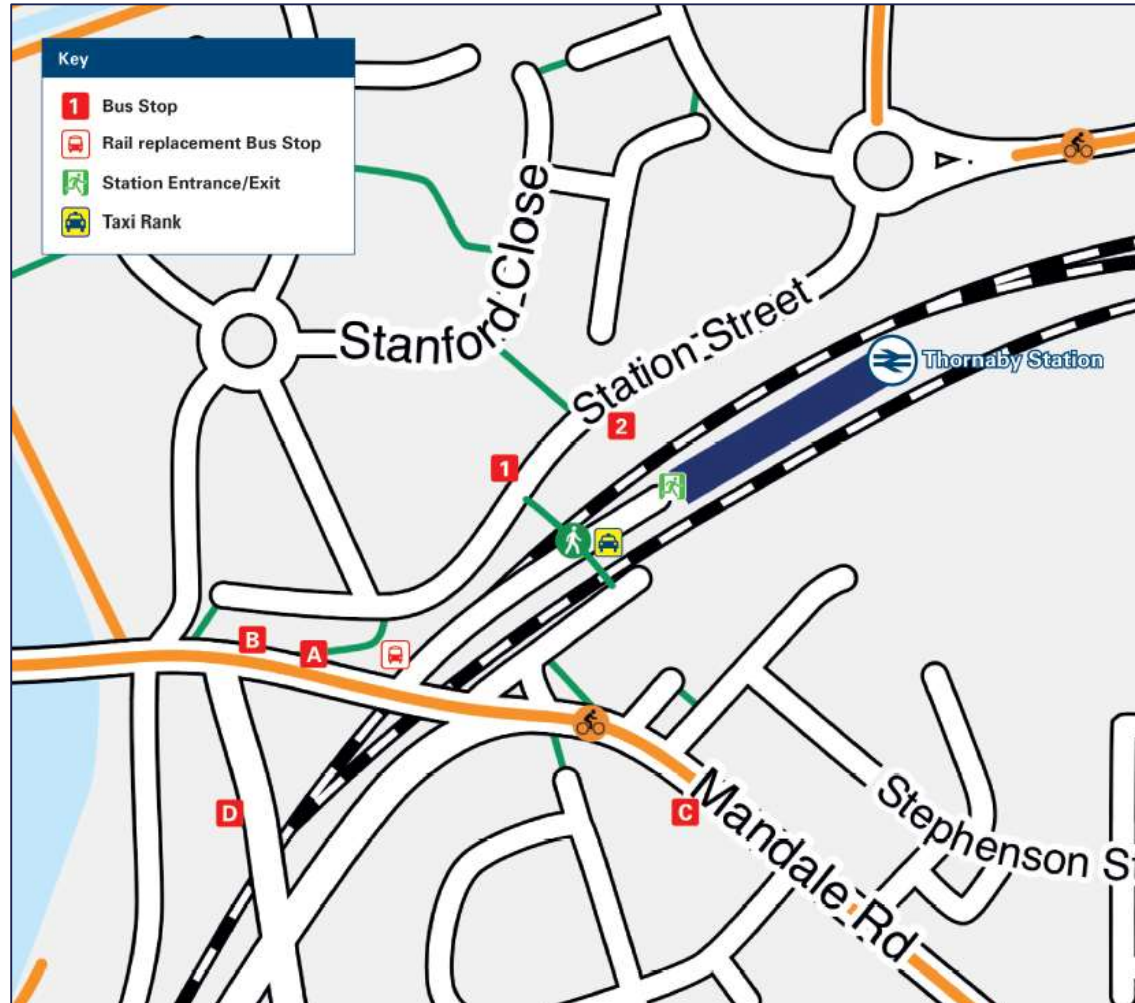 Key
1 Bus Stop
Rail replacement Bus Stop
Station Entrance/Exit
Taxi Rank
Stanford Close
Station Street
Thornaby Station
2
1
B
A
D
C
Mandale Rd
Stephenson St